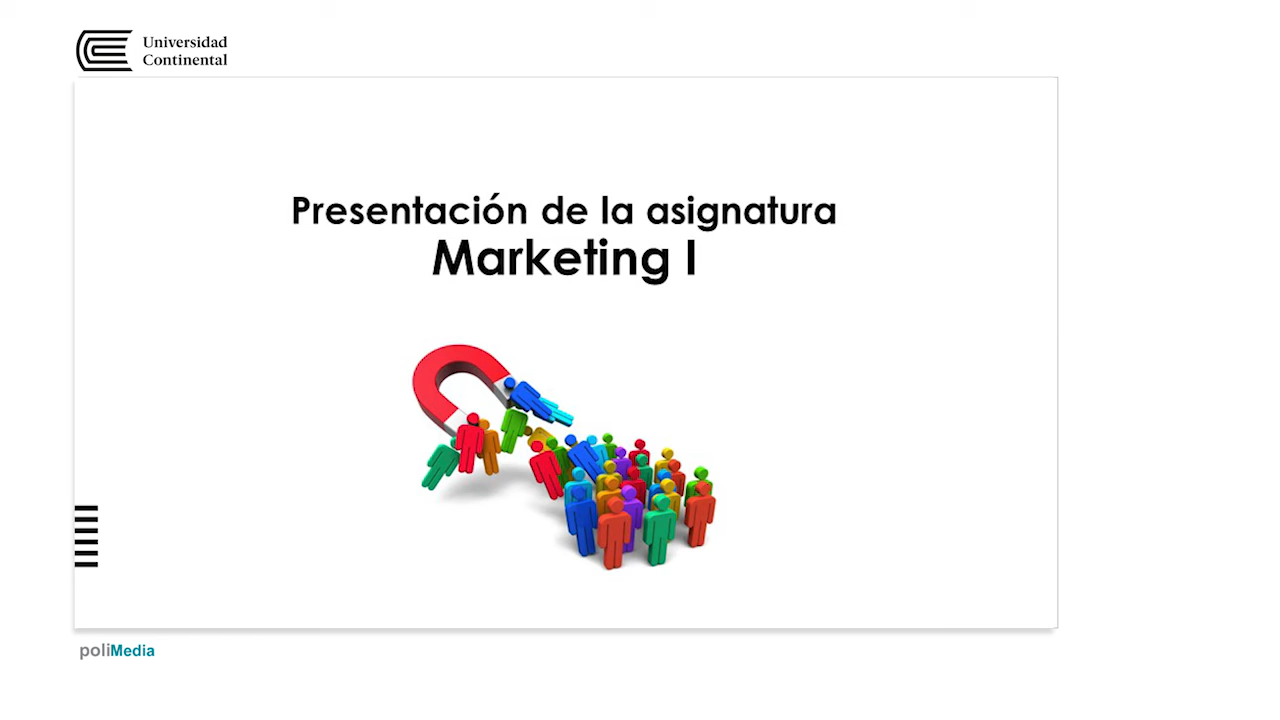 Universidad
Continental
Presentación de la asignatura
Marketing I
poliMedia